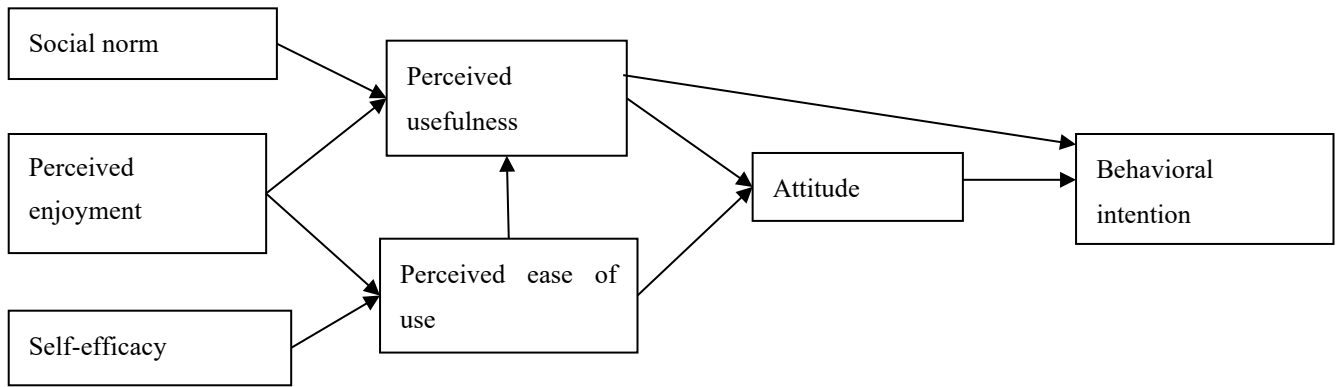 Social norm
Perceived
usefulness
Perceived
enjoyment
Behavioral
intention
Attitude
Perceived ease of
use
Self-efficacy